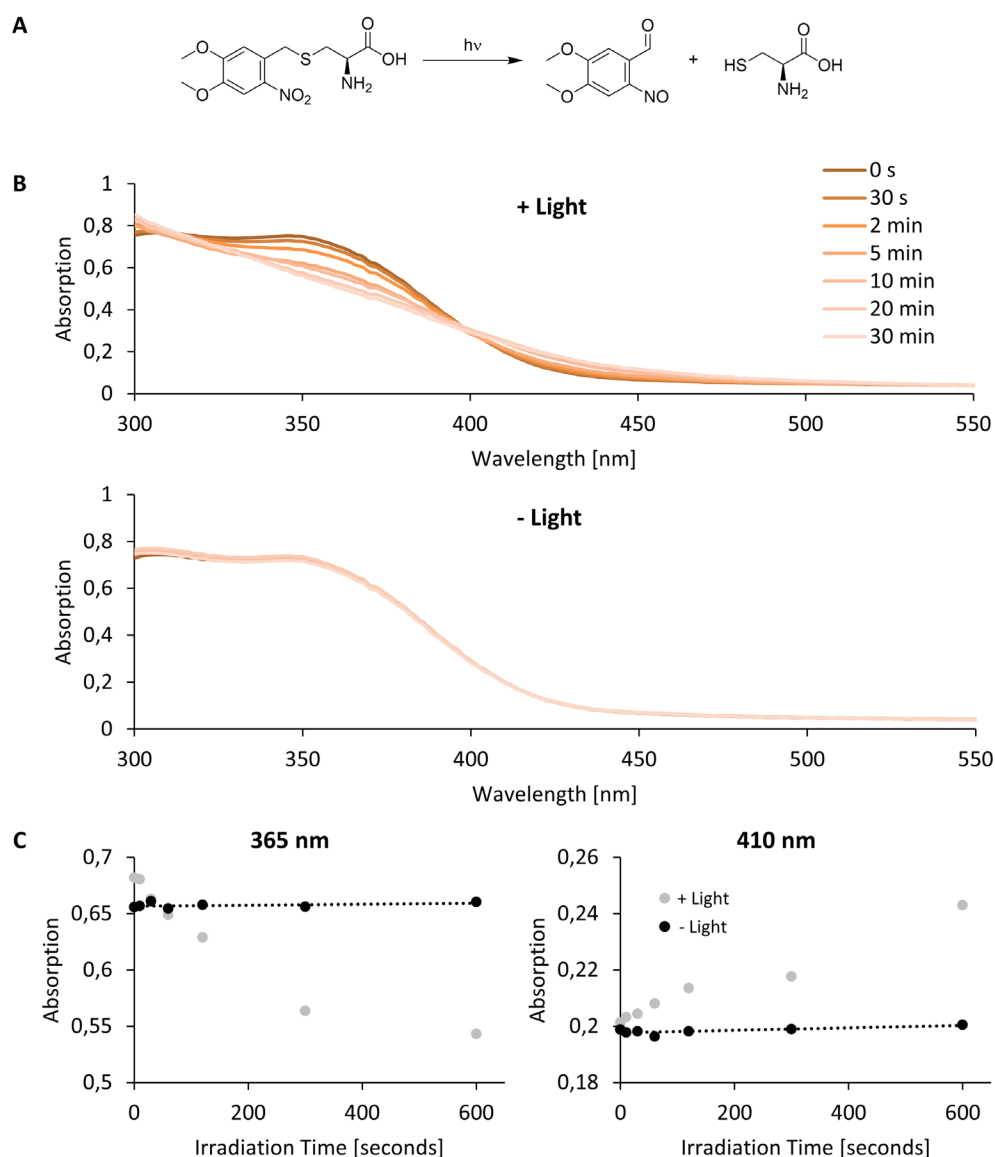 A
O
O
NO₂
S
O
OH
NH₂
hν
O
O
O
NO
+
HS
O
OH
NH₂
B
+ Light
0 s
30 s
2 min
5 min
10 min
20 min
30 min
Absorption
1
0,8
0,6
0,4
0,2
0
300 350 400 450 500 550
Wavelength [nm]
- Light
Absorption
1
0,8
0,6
0,4
0,2
0
300 350 400 450 500 550
Wavelength [nm]
C
365 nm
Absorption
0,7
0,65
0,6
0,55
0,5
0 200 400 600
Irradiation Time [seconds]
410 nm
+ Light
- Light
Absorption
0,26
0,24
0,22
0,2
0,18
0 200 400 600
Irradiation Time [seconds]